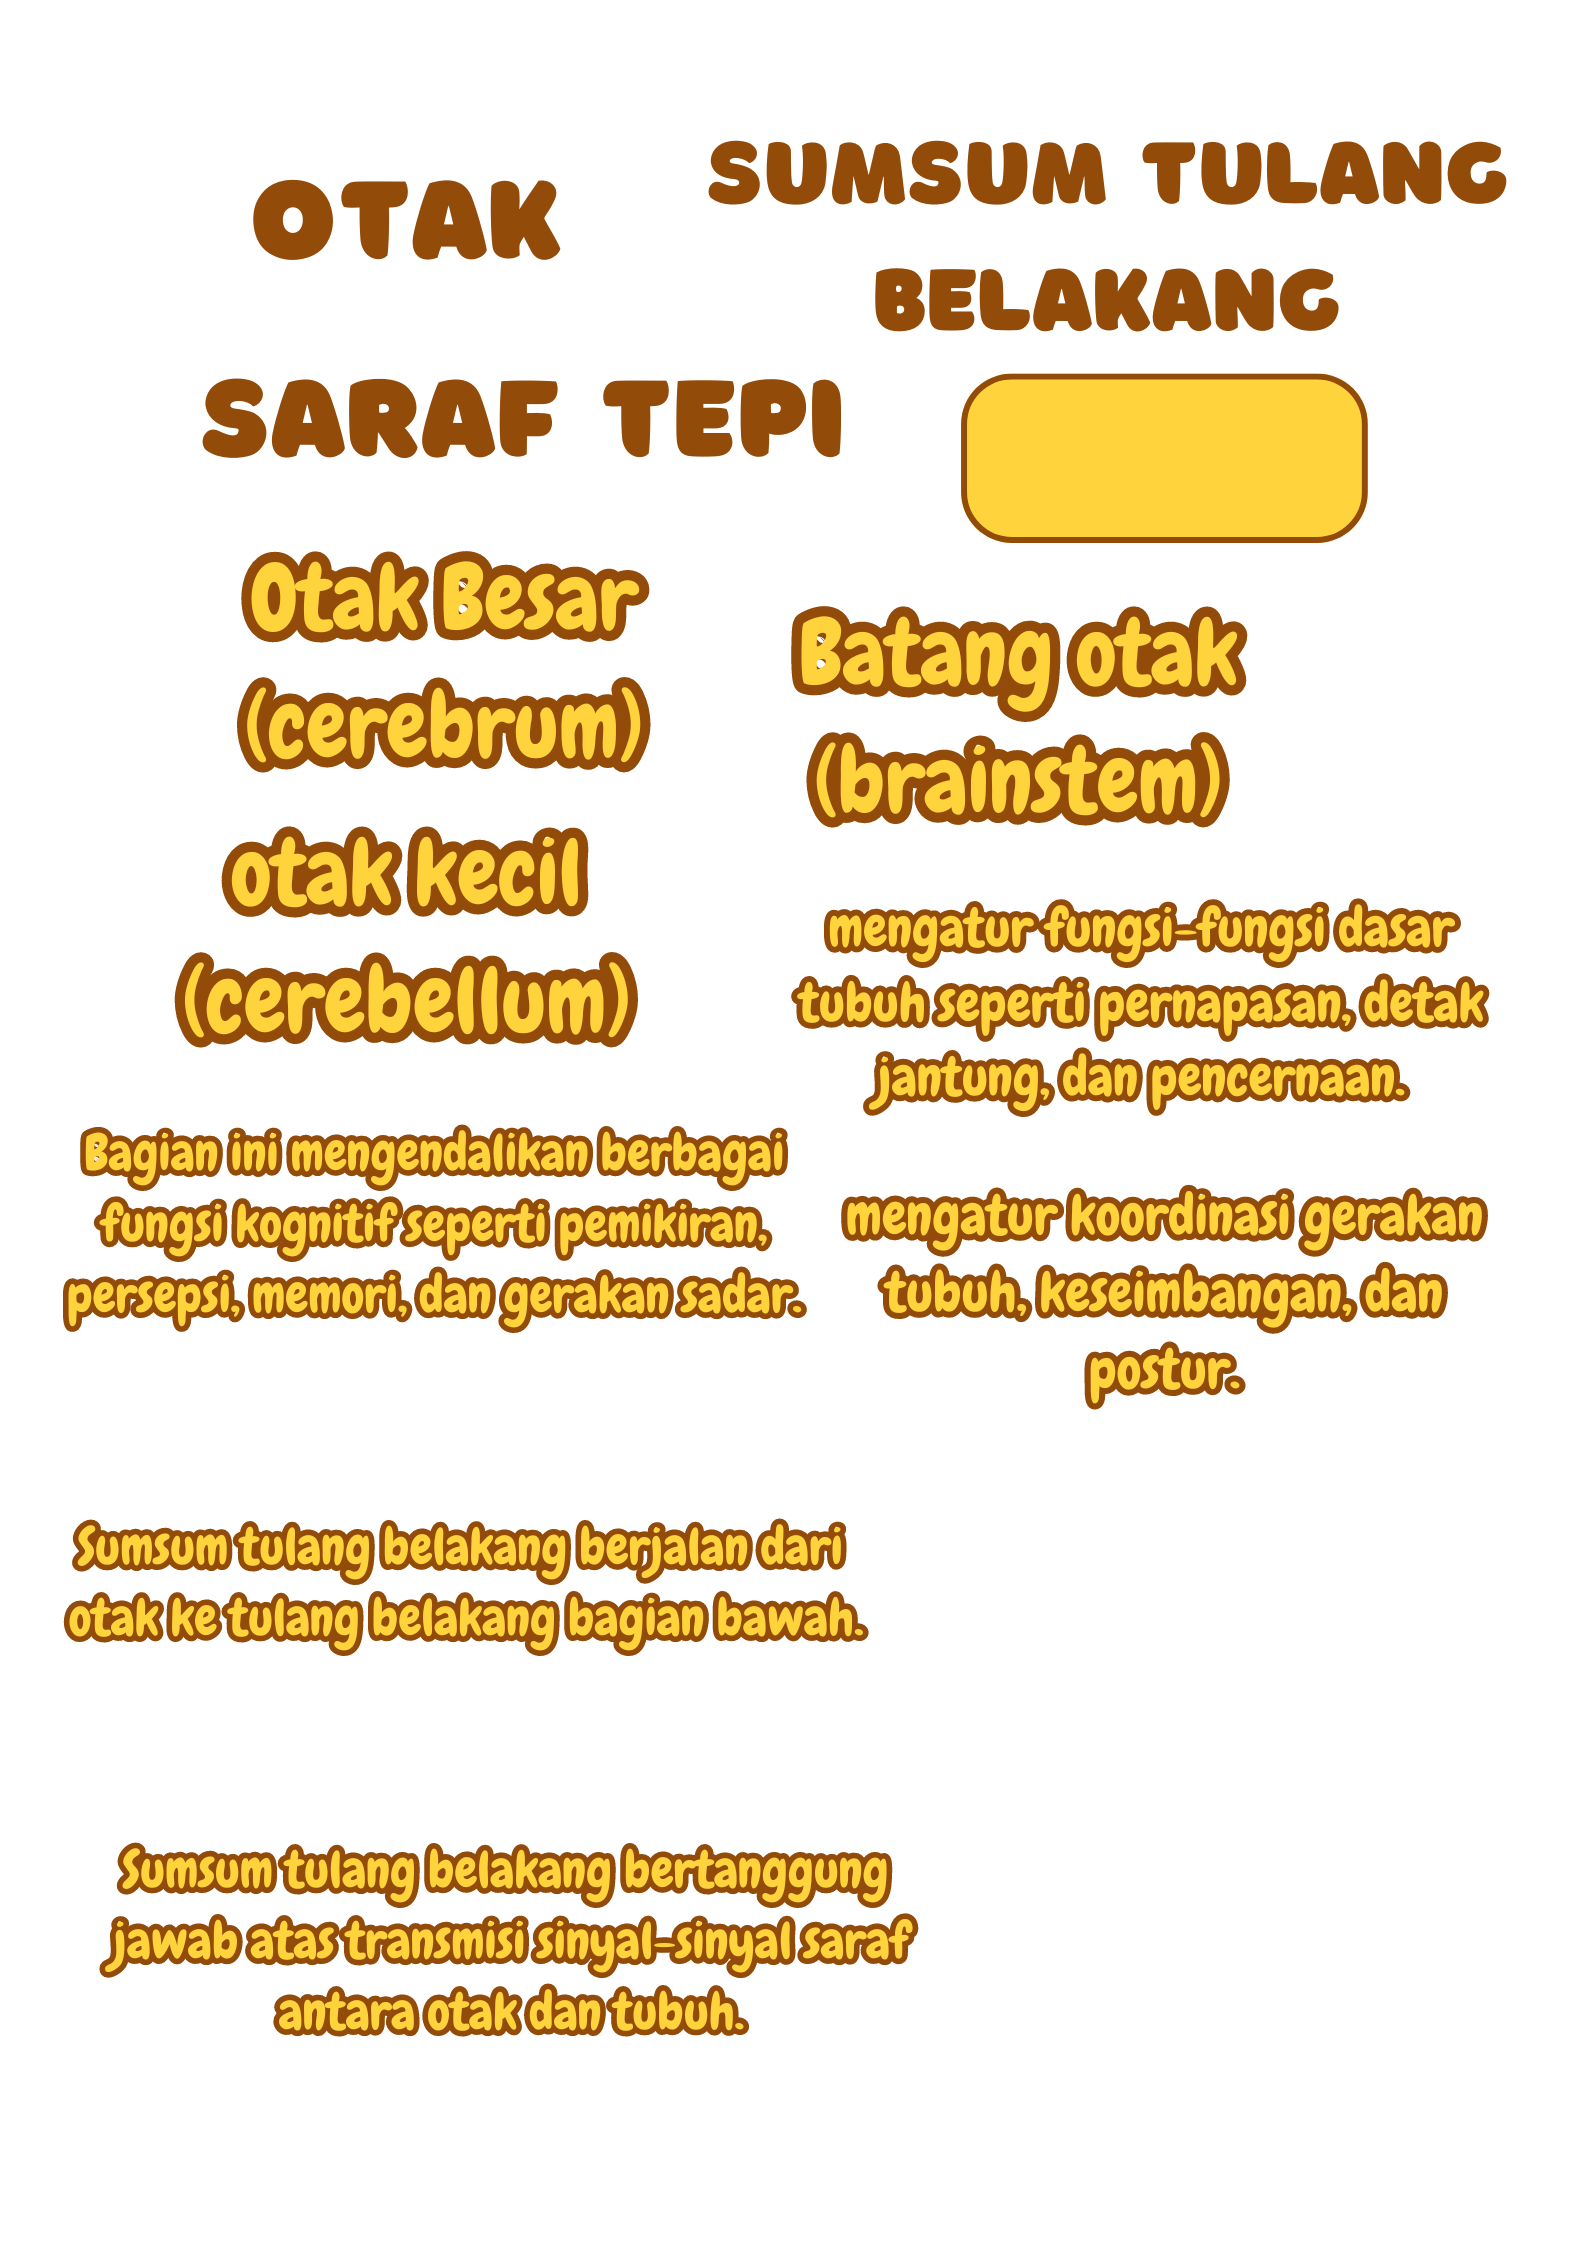 OTAK
SUMSUM TULANG
BELAKANG
SARAF TEPI
Otak Besar
(cerebrum)
Batang otak
(brainstem)
otak kecil
(cerebellum)
mengatur fungsi-fungsi dasar
tubuh seperti pernapasan, detak
jantung, dan pencernaan.
Bagian ini mengendalikan berbagai
fungsi kognitif seperti pemikiran,
persepsi, memori, dan gerakan sadar.
mengatur koordinasi gerakan
tubuh, keseimbangan, dan
postur.
Sumsum tulang belakang berjalan dari
otak ke tulang belakang bagian bawah.
Sumsum tulang belakang bertanggung
jawab atas transmisi sinyal-sinyal saraf
antara otak dan tubuh.